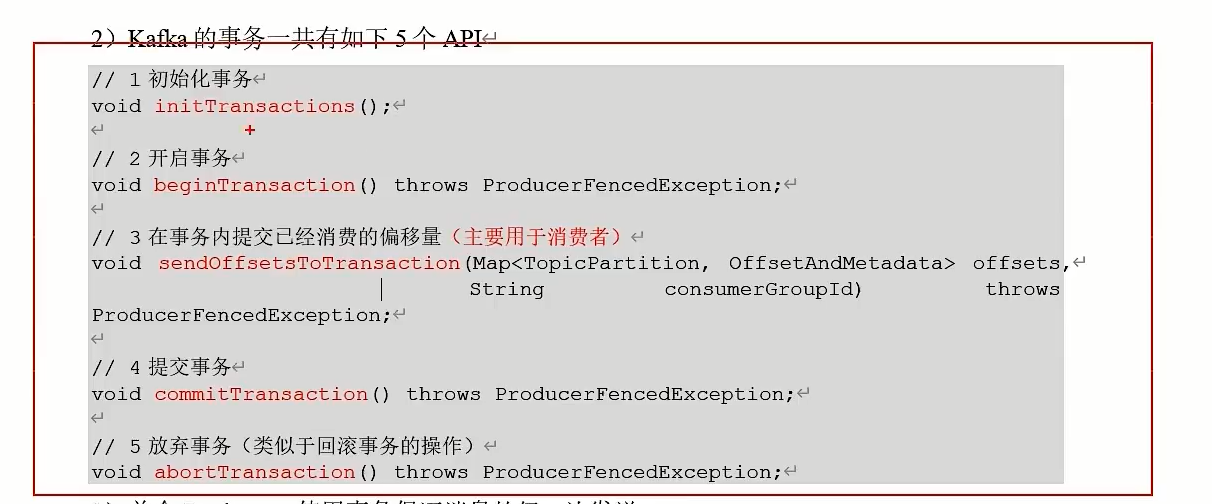 2）Kafka 的事务一共有如下 5 个 API
// 1 初始化事务
void initTransactions();
// 2 开启事务
void beginTransaction() throws ProducerFencedException;
// 3 在事务内提交已经消费的偏移量（主要用于消费者）
void sendOffsetsToTransaction(Map<TopicPartition, OffsetAndMetadata> offsets,
String consumerGroupId) throws
ProducerFencedException;
// 4 提交事务
void commitTransaction() throws ProducerFencedException;
// 5 放弃事务（类似于回滚事务的操作）
void abortTransaction() throws ProducerFencedException;